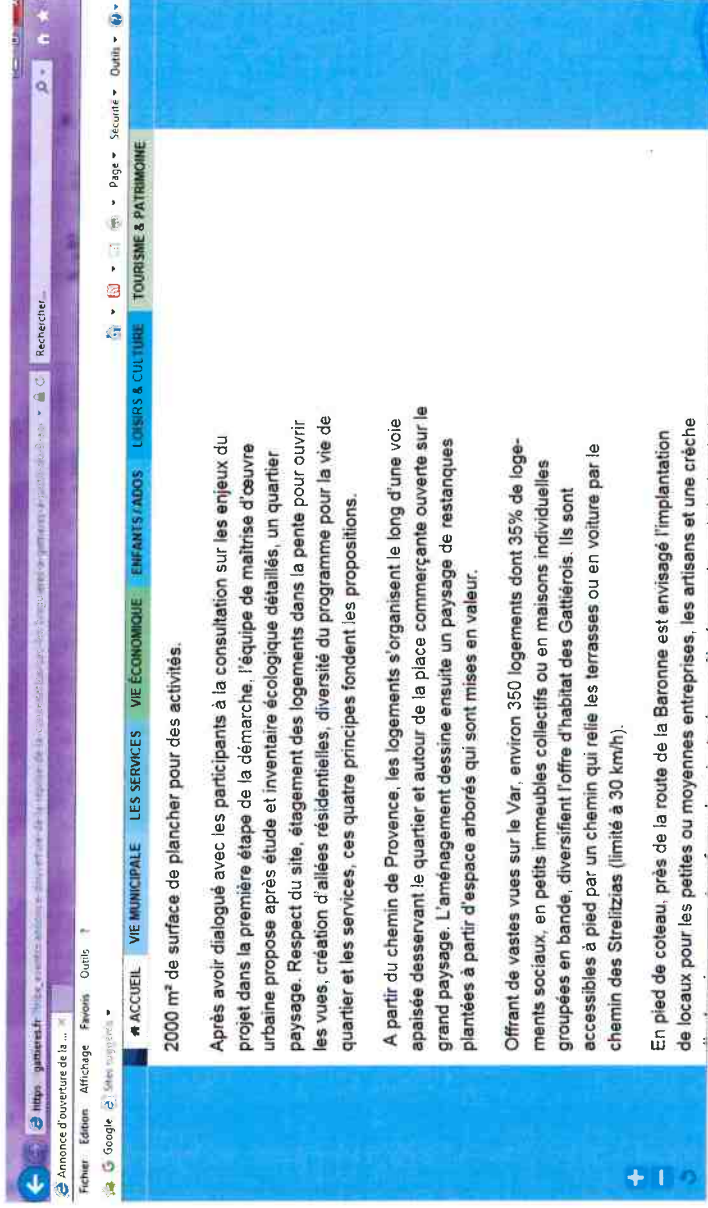 https gattieres.fr
Rechercher...
Annonce d'ouverture de la ...
Fichier Edition Affichage Favoris Outils ?
Google Sites suggérés
Page Sécurité Outils
ACCUEIL VIE MUNICIPALE LES SERVICES VIE ÉCONOMIQUE ENFANTS / ADOS LOISIRS & CULTURE TOURISME & PATRIMOINE
2000 m² de surface de plancher pour des activités.
Après avoir dialogué avec les participants à la consultation sur les enjeux du
projet dans la première étape de la démarche, l'équipe de maîtrise d'œuvre
urbaine propose après étude et inventaire écologique détaillés, un quartier
paysage. Respect du site, étagement des logements dans la pente pour ouvrir
les vues, création d'allées résidentielles, diversité du programme pour la vie de
quartier et les services, ces quatre principes fondent les propositions.
A partir du chemin de Provence, les logements s'organisent le long d'une voie
apaisée desservant le quartier et autour de la place commerçante ouverte sur le
grand paysage. L'aménagement dessine ensuite un paysage de restanques
plantées à partir d'espace arborés qui sont mises en valeur.
Offrant de vastes vues sur le Var, environ 350 logements dont 35% de loge-
ments sociaux, en petits immeubles collectifs ou en maisons individuelles
groupées en bande, diversifient l'offre d'habitat des Gattiérois. Ils sont
accessibles à pied par un chemin qui relie les terrasses ou en voiture par le
chemin des Strelitzias (limité à 30 km/h).
En pied de coteau, près de la route de la Baronne est envisagé l'implantation
de locaux pour les petites ou moyennes entreprises, les artisans et une crèche